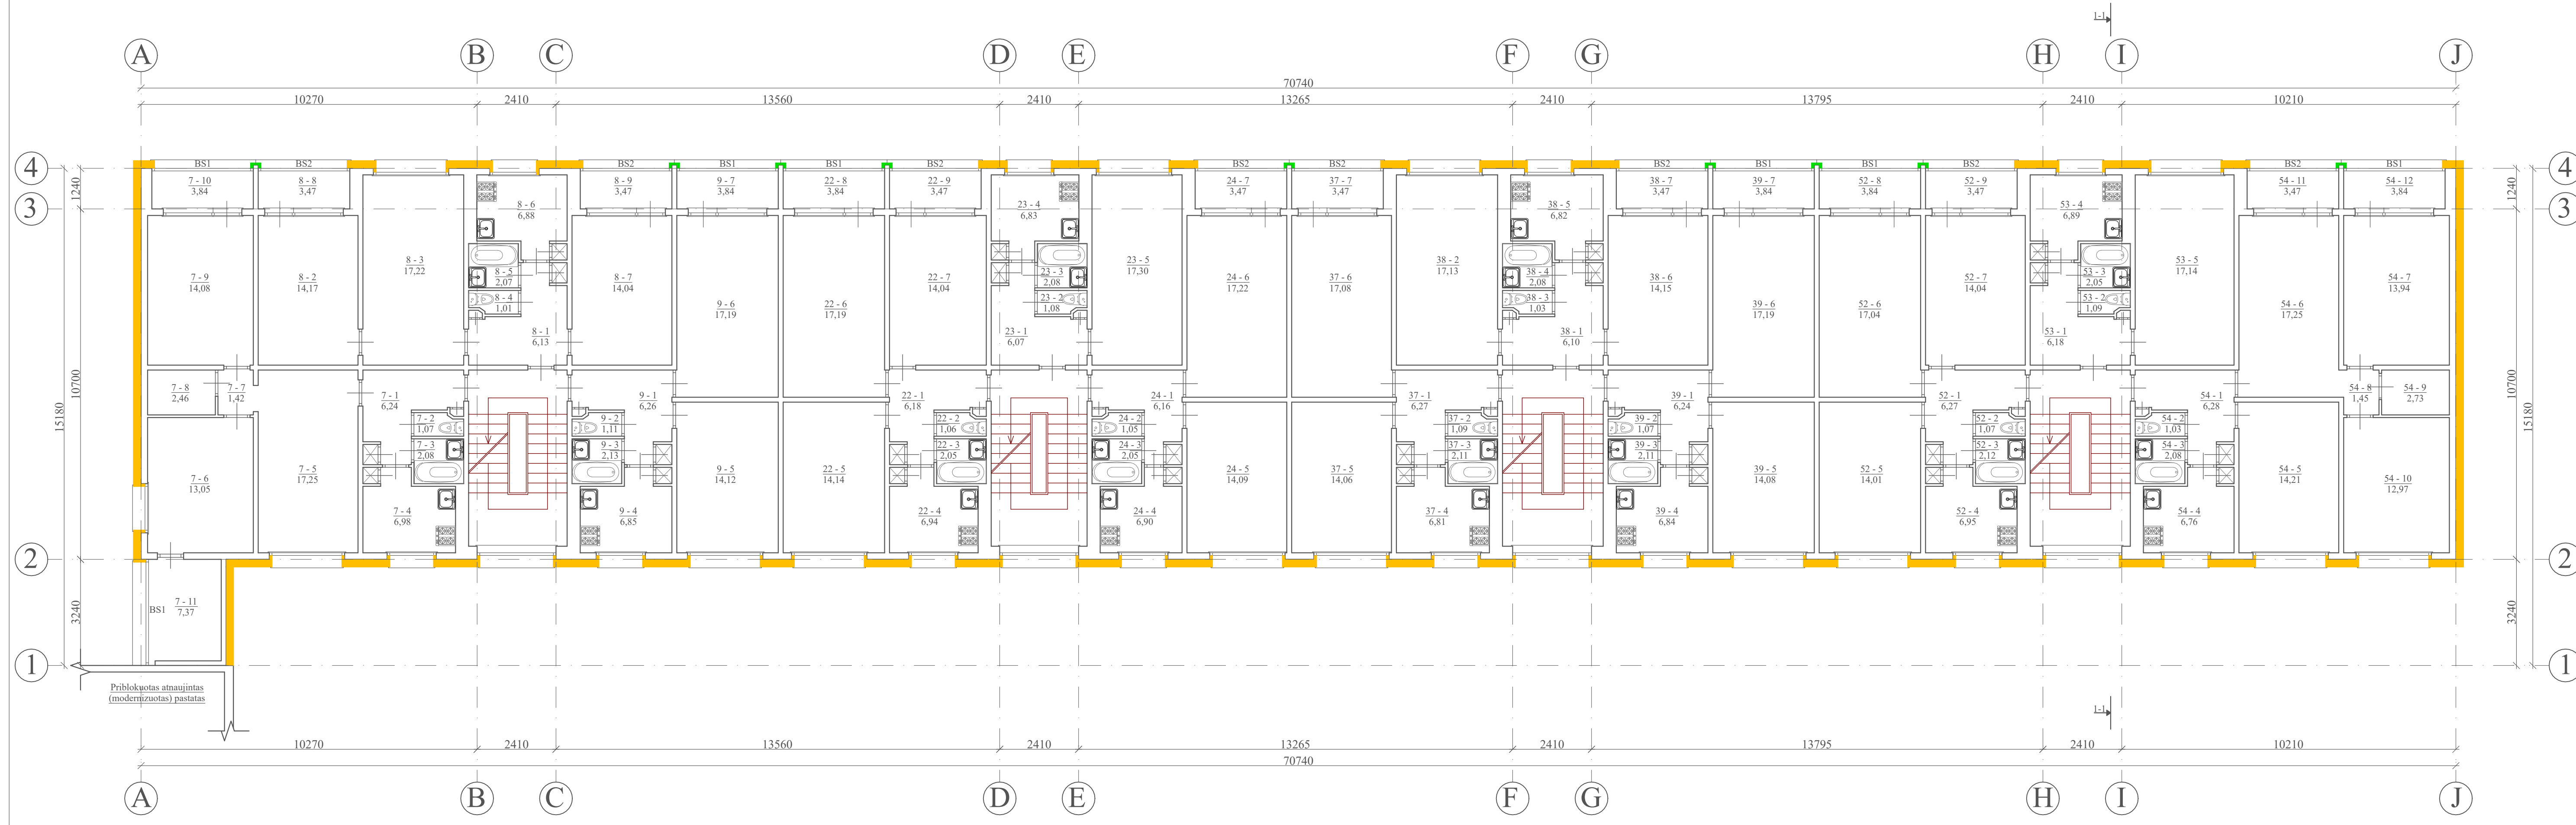 1-1
A B C D E F G H I J
70740
10270 2410 13560 2410 13265 2410 13795 2410 10210
BS1 BS2 BS2 BS1 BS1 BS2 BS2 BS2 BS2 BS1 BS1 BS2 BS2 BS1
4 4
1240 1240
7 - 10 8 - 8 8 - 9 9 - 7 22 - 8 22 - 9 24 - 7 37 - 7 38 - 7 39 - 7 52 - 8 52 - 9 54 - 11 54 - 12
3,84 3,47 3,47 3,84 3,84 3,47 3,47 3,47 3,47 3,84 3,84 3,47 3,47 3,84
8 - 6 23 - 4 38 - 5 53 - 4
6,88 6,83 6,82 6,89
3 3
8 - 3 23 - 5 38 - 2 53 - 5
17,22 17,30 17,13 17,14
7 - 9 8 - 2 8 - 5 8 - 7 22 - 7 23 - 3 24 - 6 37 - 6 38 - 4 38 - 6 52 - 7 53 - 3 54 - 7
14,08 14,17 2,07 14,04 14,04 2,08 17,22 17,08 2,08 14,15 14,04 2,05 13,94
8 - 4 9 - 6 22 - 6 23 - 2 38 - 3 39 - 6 52 - 6 53 - 2 54 - 6
1,01 17,19 17,19 1,08 1,03 17,19 17,04 1,09 17,25
8 - 1 23 - 1 38 - 1 53 - 1
6,13 6,07 6,10 6,18
15180 10700 10700 15180
7 - 8 7 - 7 7 - 1 9 - 1 22 - 1 24 - 1 37 - 1 39 - 1 52 - 1 54 - 1 54 - 8 54 - 9
2,46 1,42 6,24 6,26 6,18 6,16 6,27 6,24 6,27 6,28 1,45 2,73
7 - 2 9 - 2 22 - 2 24 - 2 37 - 2 39 - 2 52 - 2 54 - 2
1,07 1,11 1,06 1,05 1,09 1,07 1,07 1,03
7 - 3 9 - 3 22 - 3 24 - 3 37 - 3 39 - 3 52 - 3 54 - 3
2,08 2,13 2,05 2,05 2,11 2,11 2,12 2,08
7 - 6 7 - 5 9 - 5 22 - 5 24 - 5 37 - 5 39 - 5 52 - 5 54 - 5 54 - 10
13,05 17,25 14,12 14,14 14,09 14,06 14,08 14,01 14,21 12,97
7 - 4 9 - 4 22 - 4 24 - 4 37 - 4 39 - 4 52 - 4 54 - 4
6,98 6,85 6,94 6,90 6,81 6,84 6,95 6,76
2 2
3240 3240
BS1 7 - 11
7,37
1 1
Priblokuotas atnaujintas
(modernizuotas) pastatas
1-1
10270 2410 13560 2410 13265 2410 13795 2410 10210
70740
A B C D E F G H I J